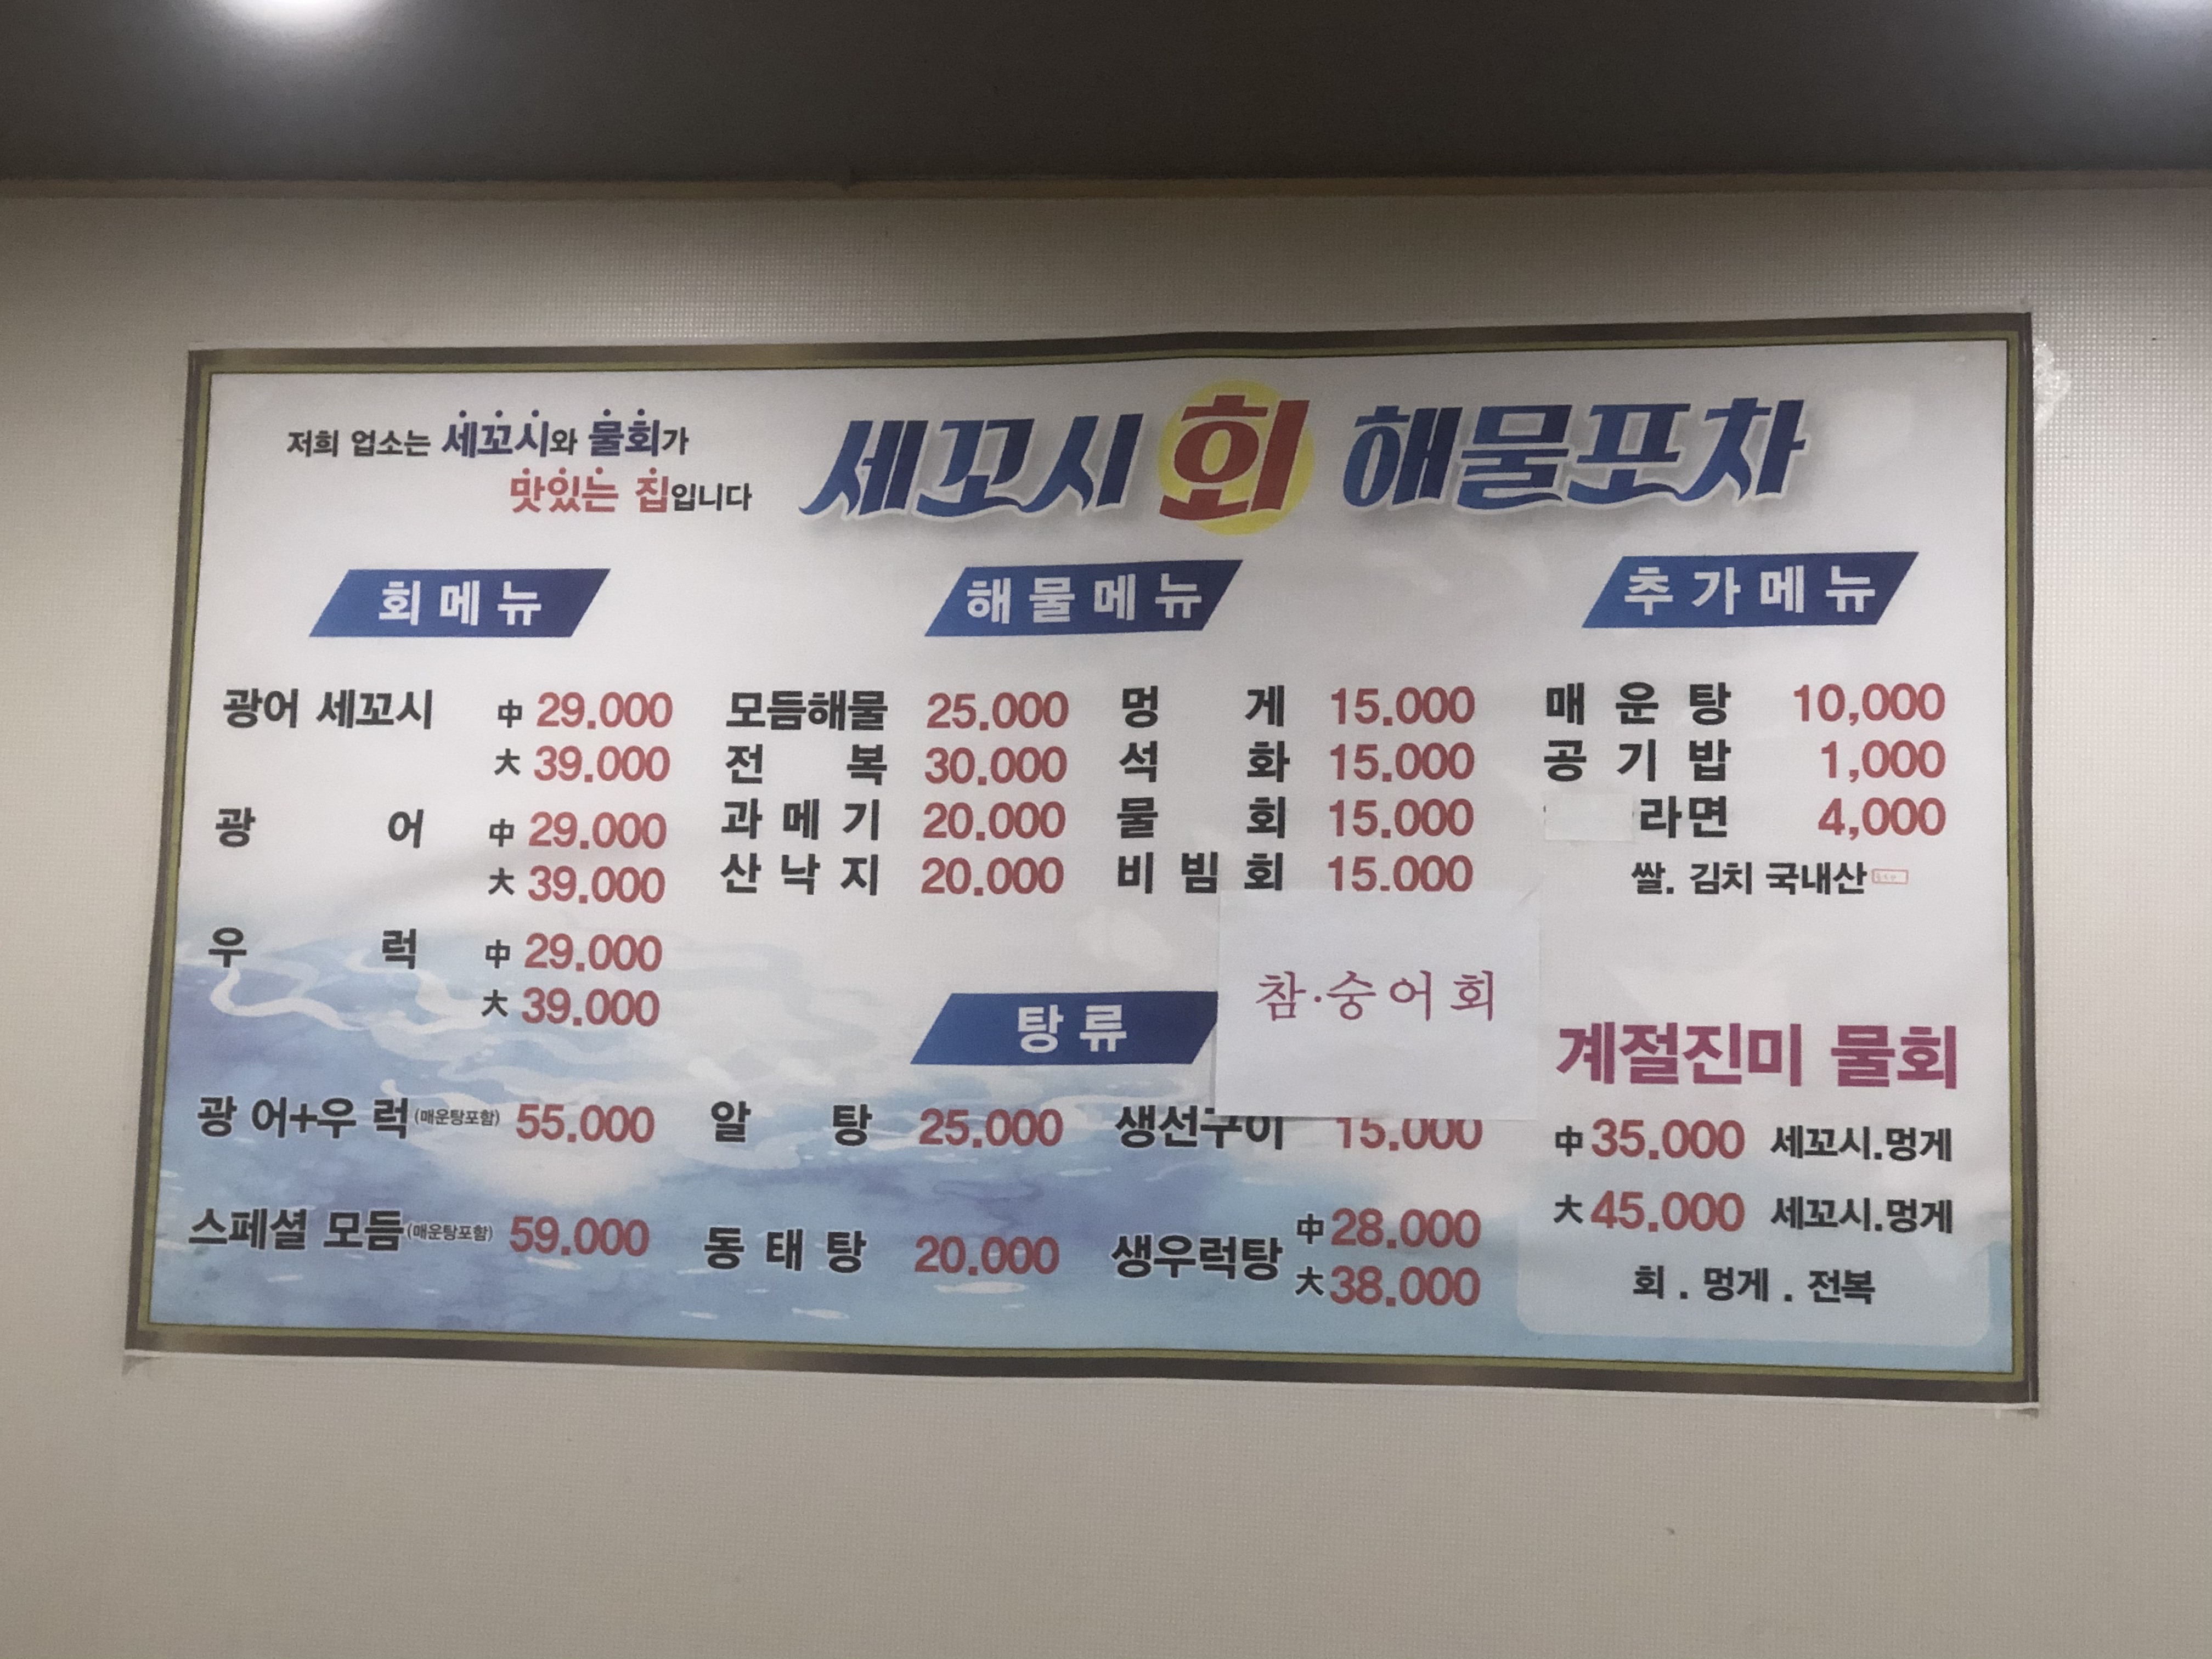 저희 업소는 세꼬시와 물회가
맛있는 집입니다
세꼬시 회 해물포차
회메뉴
광어 세꼬시 中 29.000
大 39.000
광어 中 29.000
大 39.000
우럭 中 29.000
大 39.000
광어+우럭(매운탕포함) 55.000
스페셜 모듬(매운탕포함) 59.000
해물메뉴
모듬해물 25.000 멍게 15.000
전복 30.000 석화 15.000
과메기 20.000 물회 15.000
산낙지 20.000 비빔회 15.000
참·숭어회
탕류
알탕 25.000 생선구이 15.000
동태탕 20.000 생우럭탕 中 28.000
大 38.000
추가메뉴
매운탕 10,000
공기밥 1,000
라면 4,000
쌀. 김치 국내산
계절진미 물회
中 35.000 세꼬시.멍게
大 45.000 세꼬시.멍게
회 . 멍게 . 전복